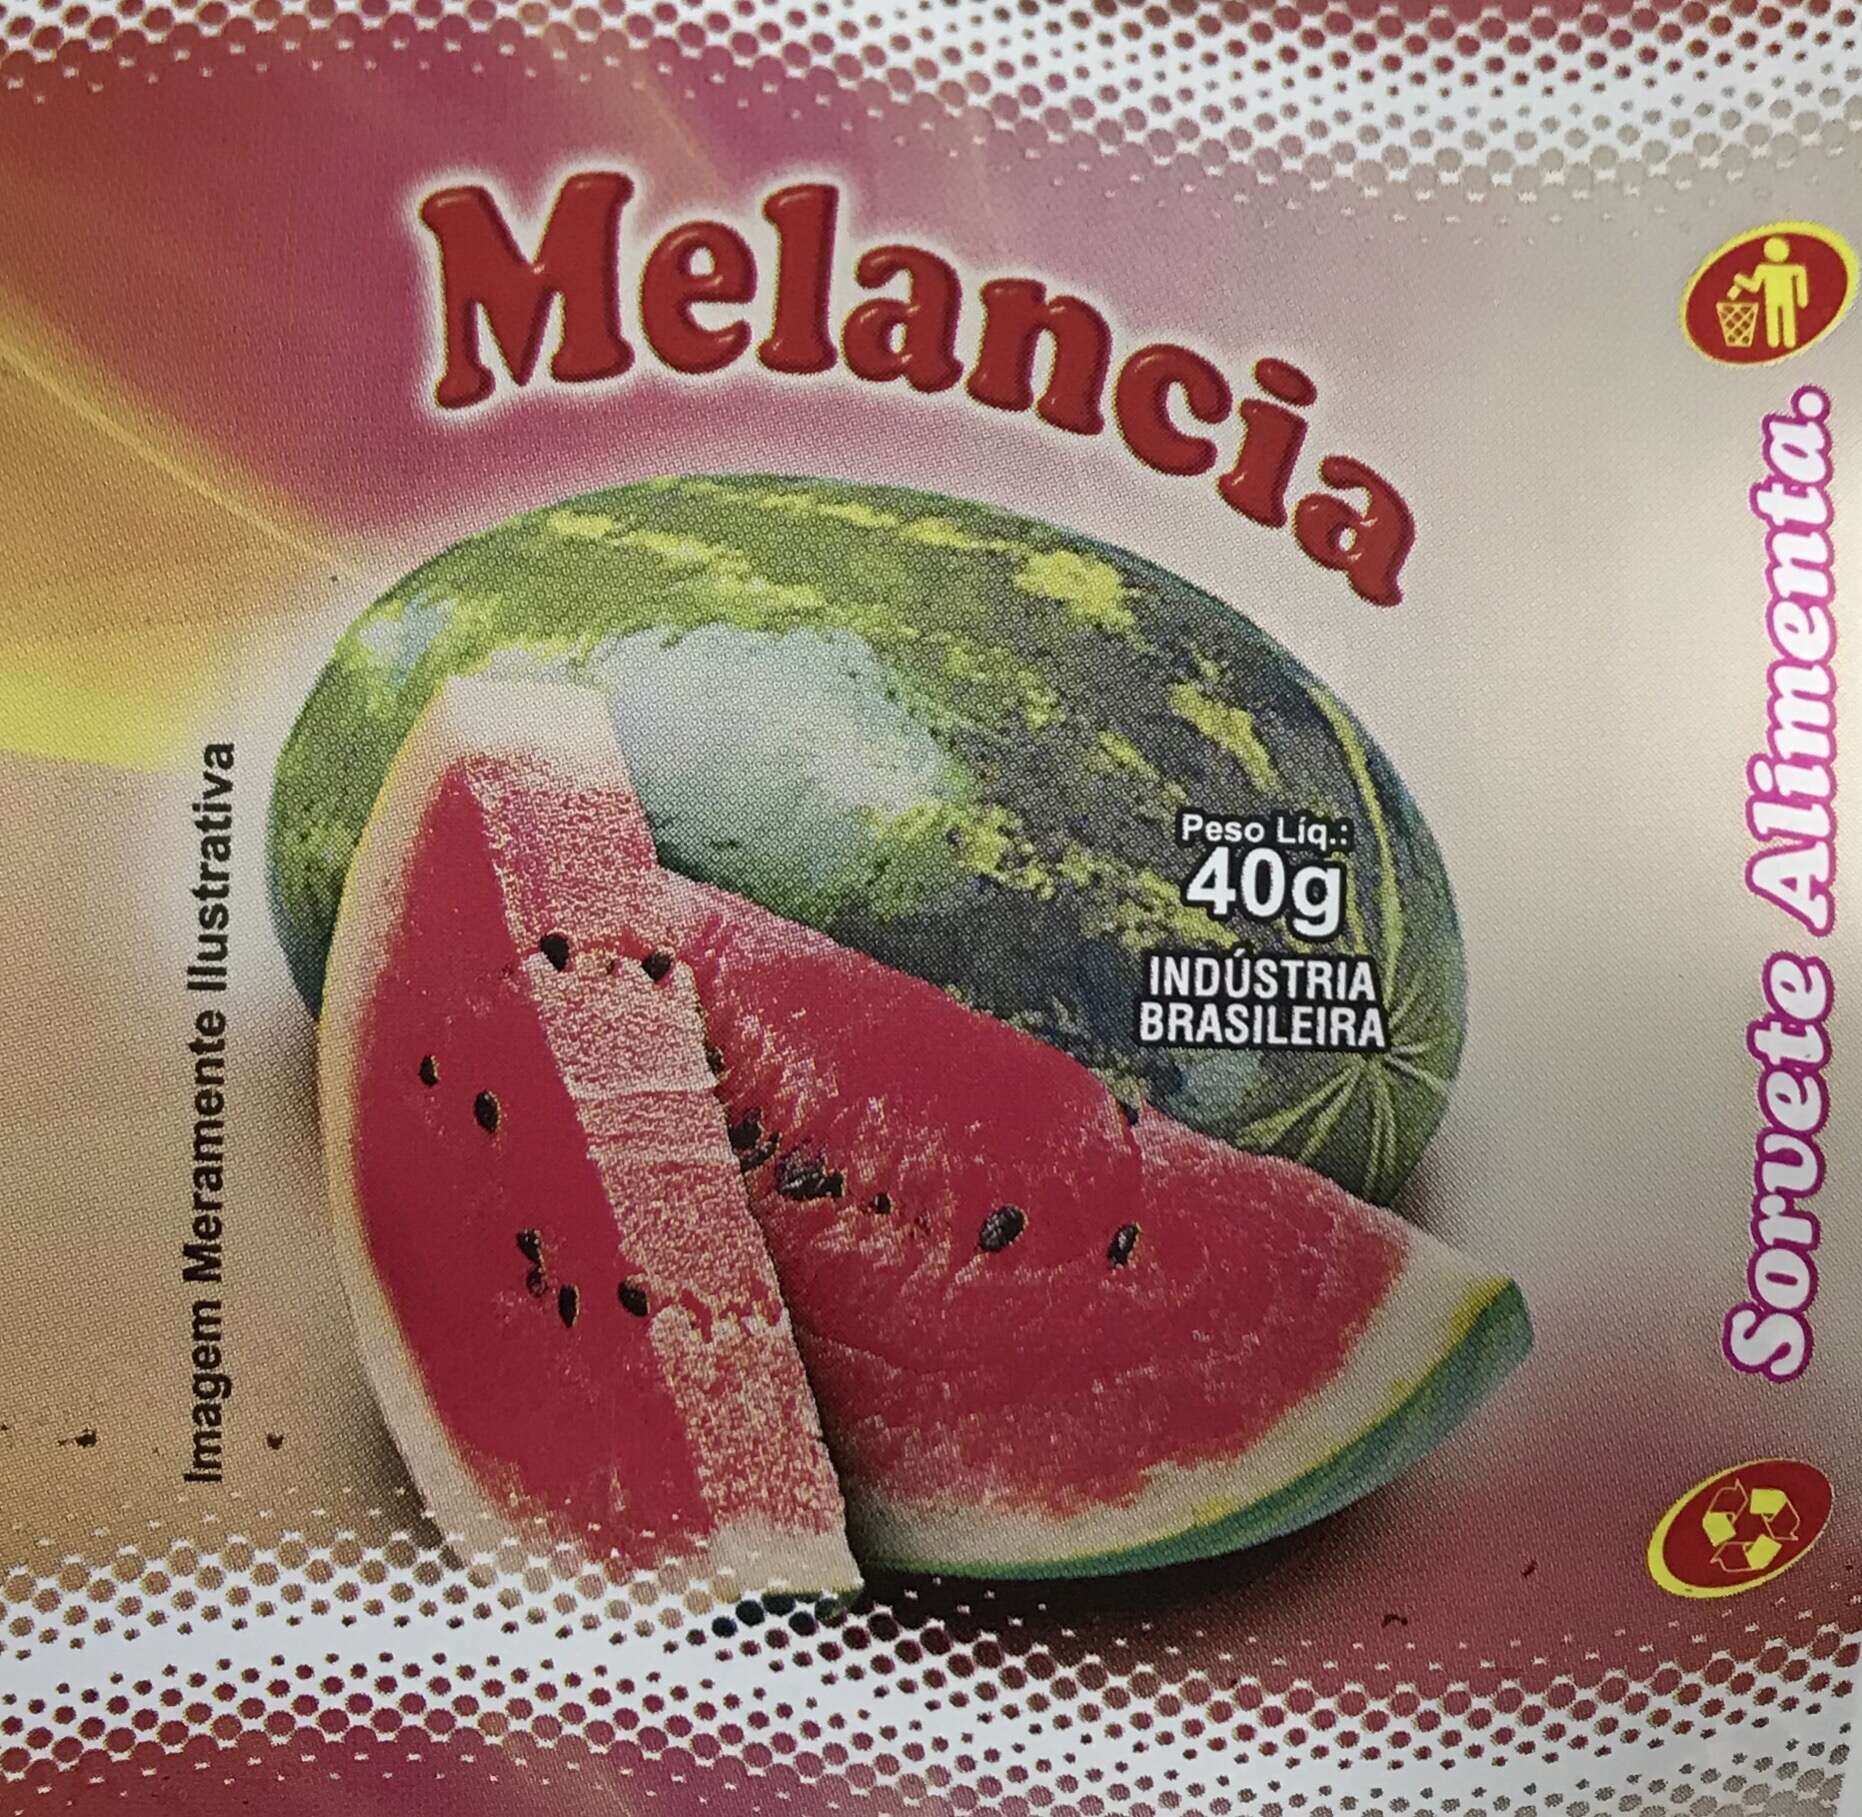 Melancia
Peso Líq.:
40g
INDÚSTRIA
BRASILEIRA
Imagem Meramente Ilustrativa
Sorvete Alimenta.